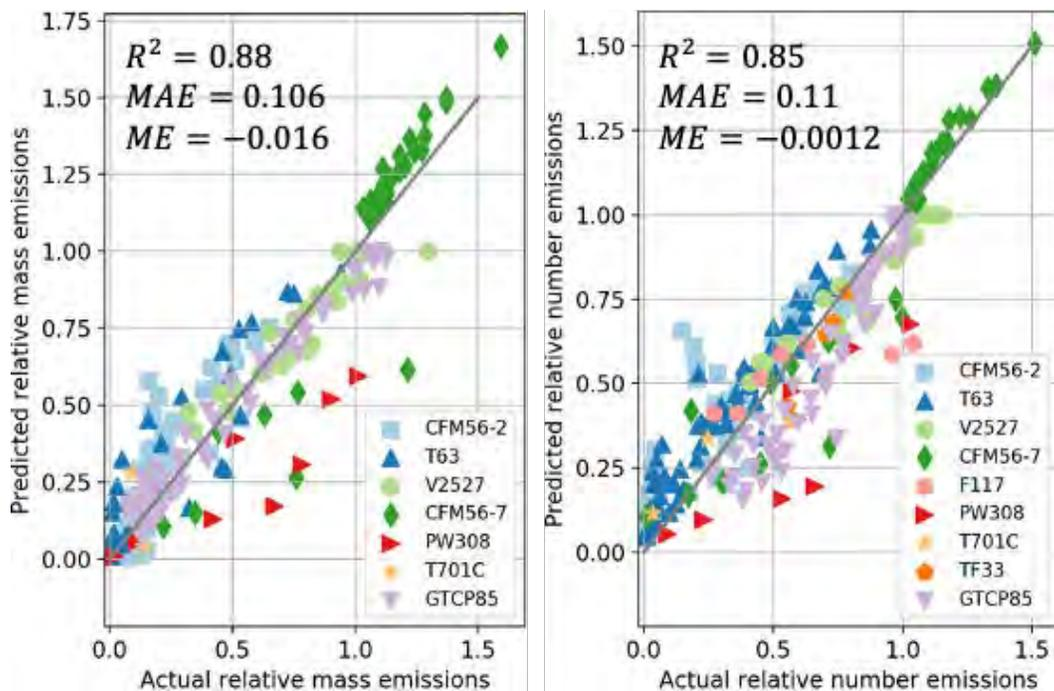 R² = 0.88
MAE = 0.106
ME = −0.016
Predicted relative mass emissions
1.75
1.50
1.25
1.00
0.75
0.50
0.25
0.00
CFM56-2
T63
V2527
CFM56-7
PW308
T701C
GTCP85
0.0 0.5 1.0 1.5
Actual relative mass emissions
R² = 0.85
MAE = 0.11
ME = −0.0012
Predicted relative number emissions
1.50
1.25
1.00
0.75
0.50
0.25
0.00
CFM56-2
T63
V2527
CFM56-7
F117
PW308
T701C
TF33
GTCP85
0.0 0.5 1.0 1.5
Actual relative number emissions